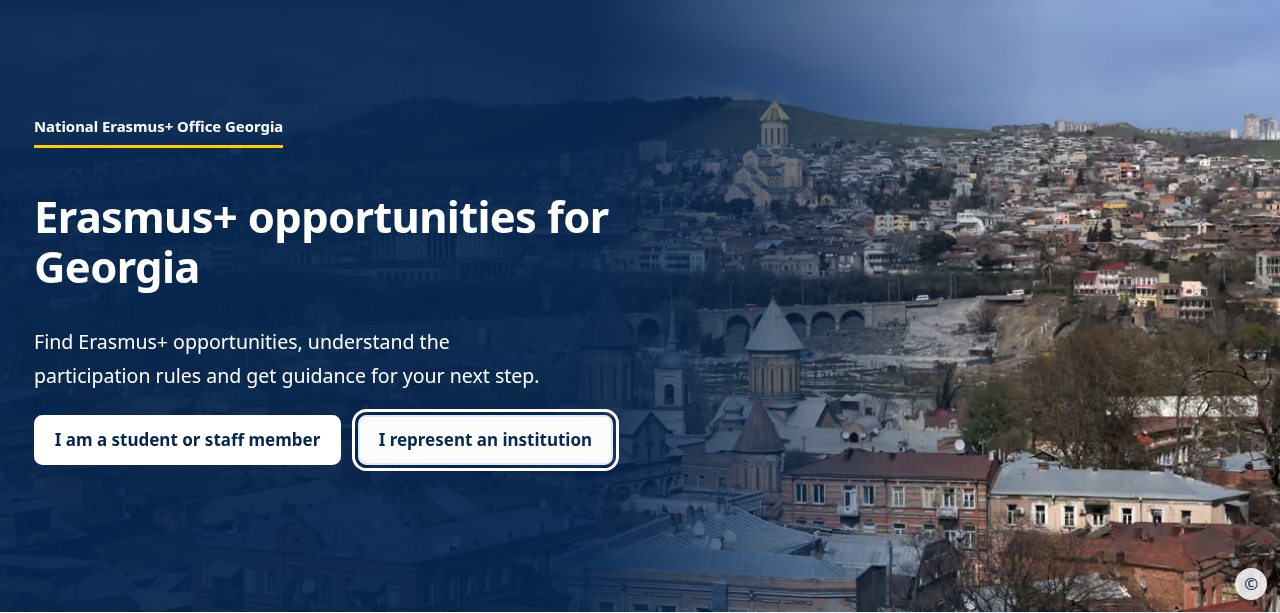 National Erasmus+ Office Georgia
Erasmus+ opportunities for
Georgia
Find Erasmus+ opportunities, understand the
participation rules and get guidance for your next step.
I am a student or staff member
I represent an institution
©